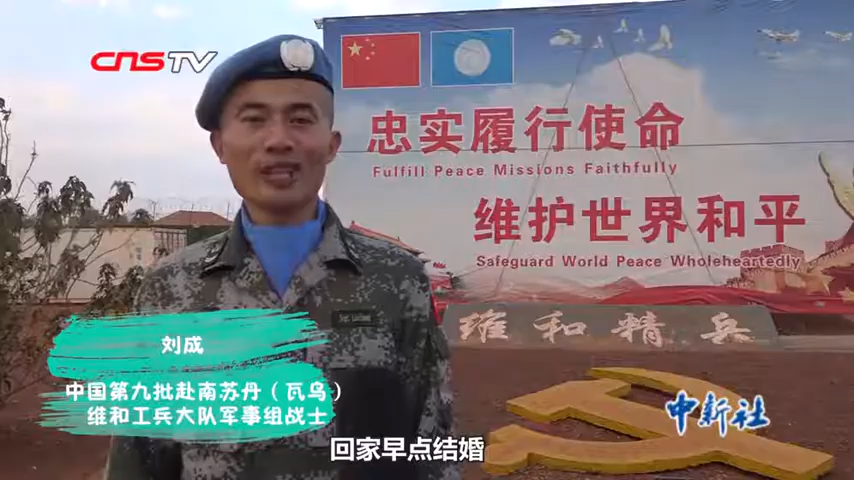 CNSTV
忠实履行使命
Fulfill Peace Missions Faithfully
维护世界和平
Safeguard World Peace Wholeheartedly
维和精兵
刘成
中国第九批赴南苏丹（瓦乌）
维和工兵大队军事组战士
中新社
回家早点结婚